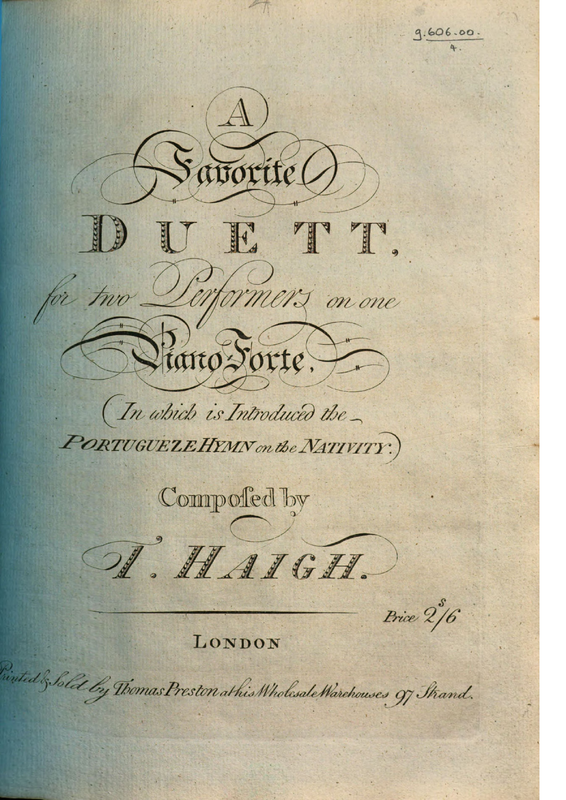 g.606.00.
4.
A
Favorite
DUETT,
for two Performers on one
Piano-Forte,
(In which is Introduced the
PORTUGUEZE HYMN on the NATIVITY.)
Compoſed by
T. HAIGH.
Price 2s/6
LONDON
Printed & Sold by Thomas Preston at his Wholesale Warehouses 97 Strand.